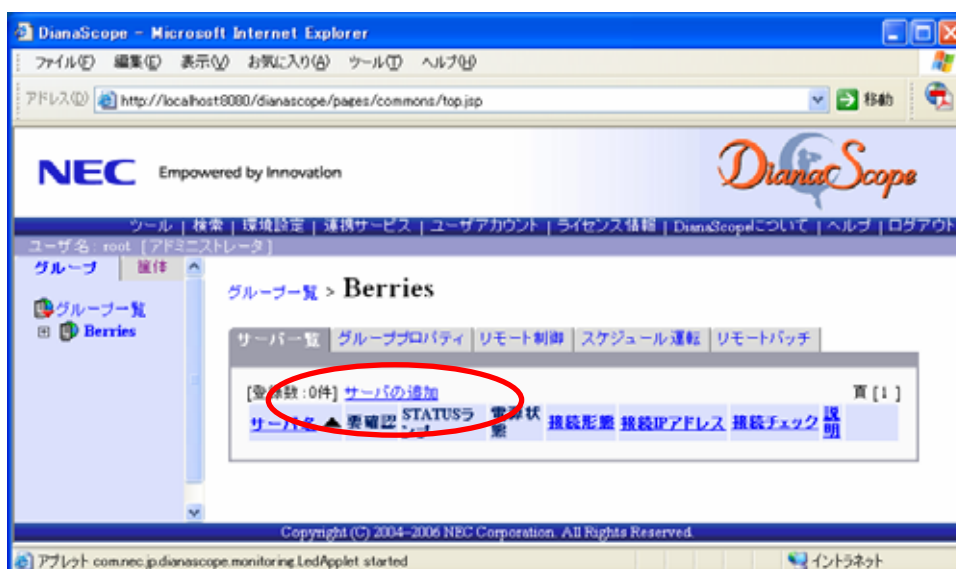 DianaScope - Microsoft Internet Explorer
ファイル(F) 編集(E) 表示(V) お気に入り(A) ツール(T) ヘルプ(H)
アドレス(D) http://localhost:8080/dianascope/pages/commons/top.jsp 移動
NEC Empowered by Innovation DianaScope
ツール | 検索 | 環境設定 | 連携サービス | ユーザアカウント | ライセンス情報 | DianaScopeについて | ヘルプ | ログアウト
ユーザ名 : root [アドミニストレータ]
グループ 筐体
グループ一覧
Berries
グループ一覧 > Berries
サーバ一覧 グループプロパティ リモート制御 スケジュール運転 リモートバッチ
[登録数 : 0件] サーバの追加 頁 [1 ]
サーバ名 ▲ 要確認 STATUSランプ 電源状態 接続形態 接続IPアドレス 接続チェック 説明
Copyright (C) 2004-2006 NEC Corporation. All Rights Reserved.
アプレット com.nec.jp.dianascope.monitoring.LedApplet started イントラネット